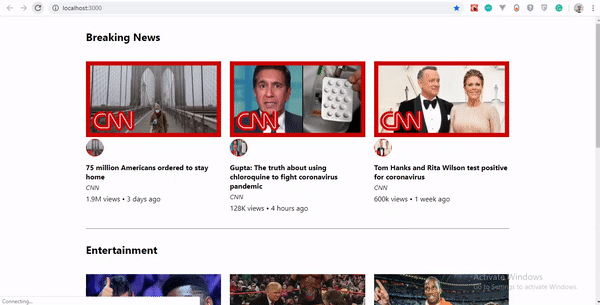 localhost:3000
Breaking News
CNN
CNN
CNN
75 million Americans ordered to stay
home
CNN
1.9M views • 3 days ago
Gupta: The truth about using
chloroquine to fight coronavirus
pandemic
CNN
128K views • 4 hours ago
Tom Hanks and Rita Wilson test positive
for coronavirus
CNN
600k views • 1 week ago
Entertainment
Activate Windows
Go to Settings to activate Windows.
Connecting...